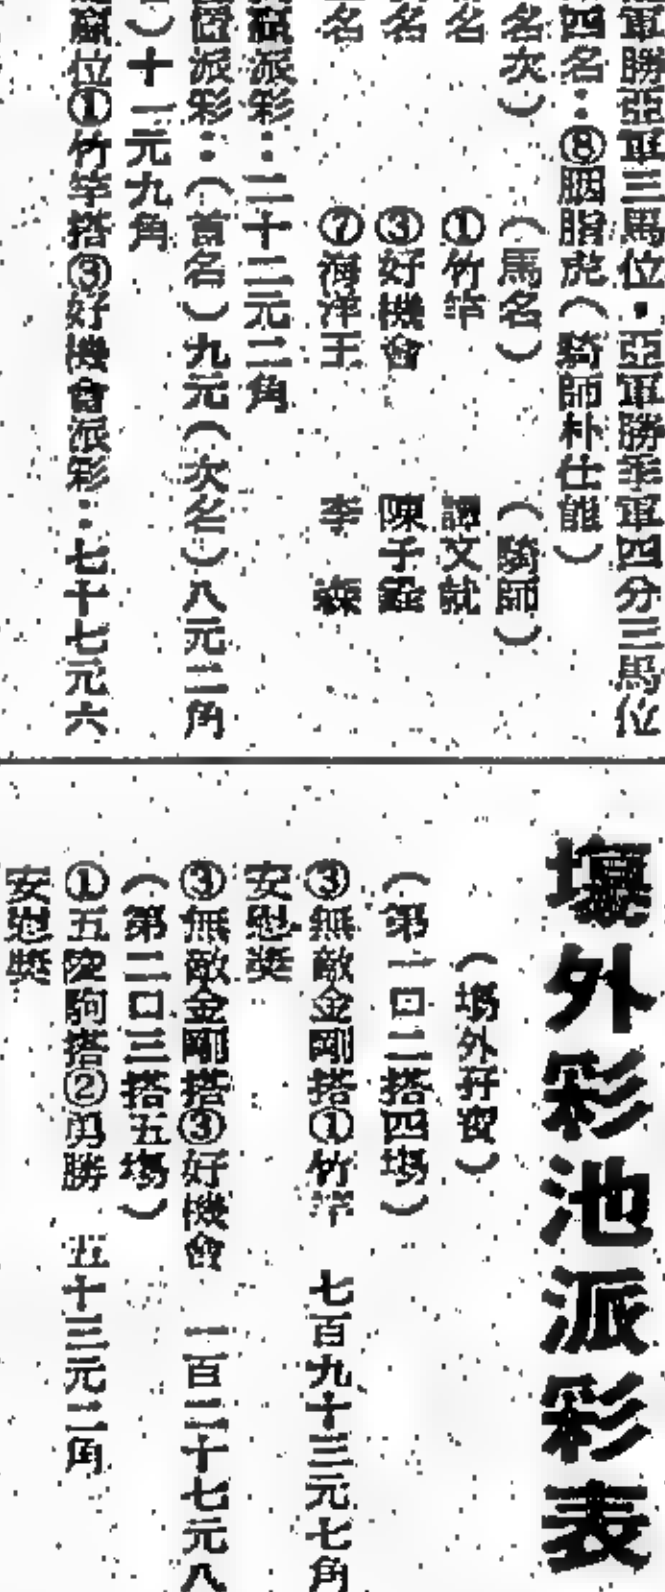 軍勝亞軍三馬位．亞軍勝季軍四分三馬位
四名：⑧胭脂虎（騎師朴仕能）
名次）　（馬名）　（騎師）
名　①竹竿　譚文就
名　③好機會　陳于
名　⑦海洋王　李　森
贏派彩：二十二元二角
位派彩：（首名）九元（次名）八元二角
）十一元九角
贏位①竹竿搭③好機會派彩：七十七元六
場外彩池派彩表
（場外孖寶）
（第一口二搭四場）
③無敵金剛搭①竹竿　七百九十三元七角
安慰獎
③無敵金剛搭③好機會　一百二十七元八
（第二口三搭五場）
①五陵駒搭②勇勝　五十三元二角
安慰獎